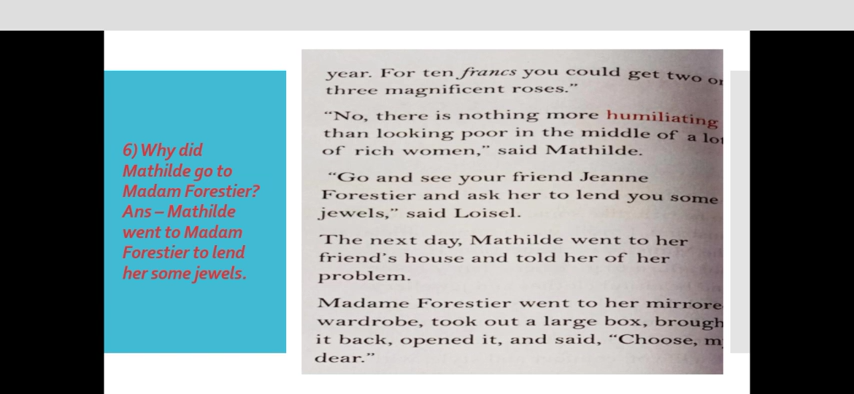 6) Why did
Mathilde go to
Madam Forestier?
Ans – Mathilde
went to Madam
Forestier to lend
her some jewels.
year. For ten francs you could get two or
three magnificent roses.”
“No, there is nothing more humiliating
than looking poor in the middle of a lot
of rich women,” said Mathilde.
“Go and see your friend Jeanne
Forestier and ask her to lend you some
jewels,” said Loisel.
The next day, Mathilde went to her
friend’s house and told her of her
problem.
Madame Forestier went to her mirrore
wardrobe, took out a large box, brough
it back, opened it, and said, “Choose, m
dear.”